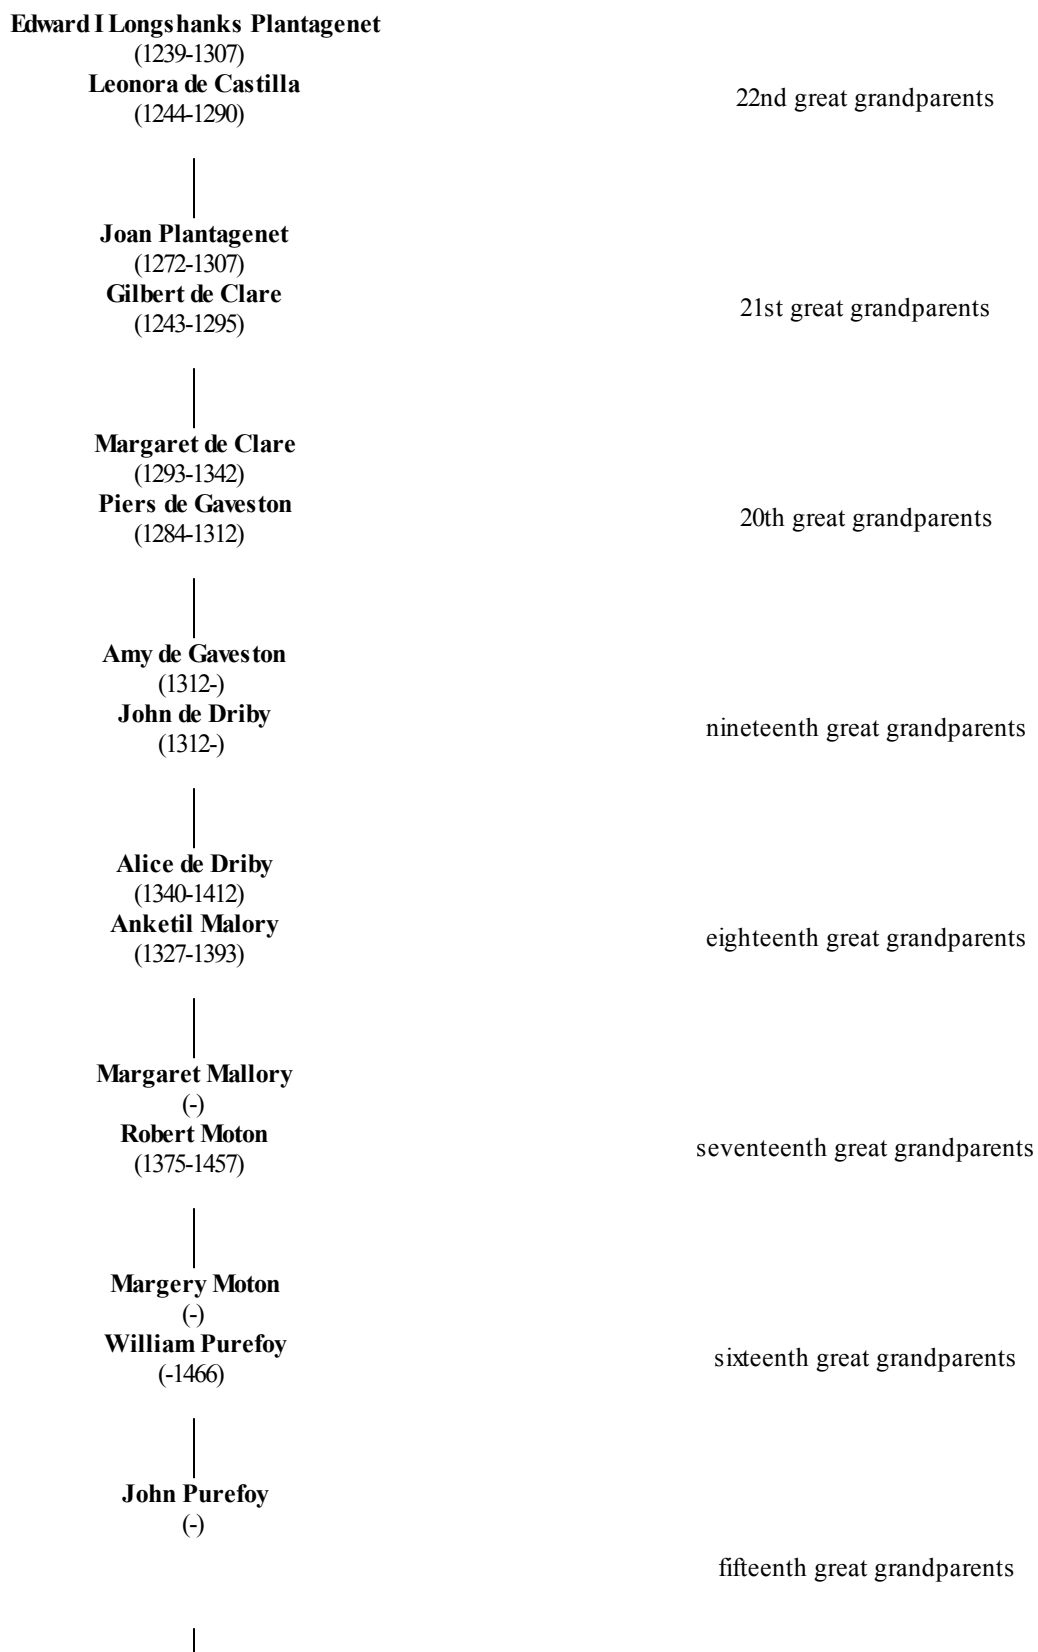 Edward I Longshanks Plantagenet
(1239-1307)
Leonora de Castilla
(1244-1290)
22nd great grandparents
Joan Plantagenet
(1272-1307)
Gilbert de Clare
(1243-1295)
21st great grandparents
Margaret de Clare
(1293-1342)
Piers de Gaveston
(1284-1312)
20th great grandparents
Amy de Gaveston
(1312-)
John de Driby
(1312-)
nineteenth great grandparents
Alice de Driby
(1340-1412)
Anketil Malory
(1327-1393)
eighteenth great grandparents
Margaret Mallory
(-)
Robert Moton
(1375-1457)
seventeenth great grandparents
Margery Moton
(-)
William Purefoy
(-1466)
sixteenth great grandparents
John Purefoy
(-)
fifteenth great grandparents